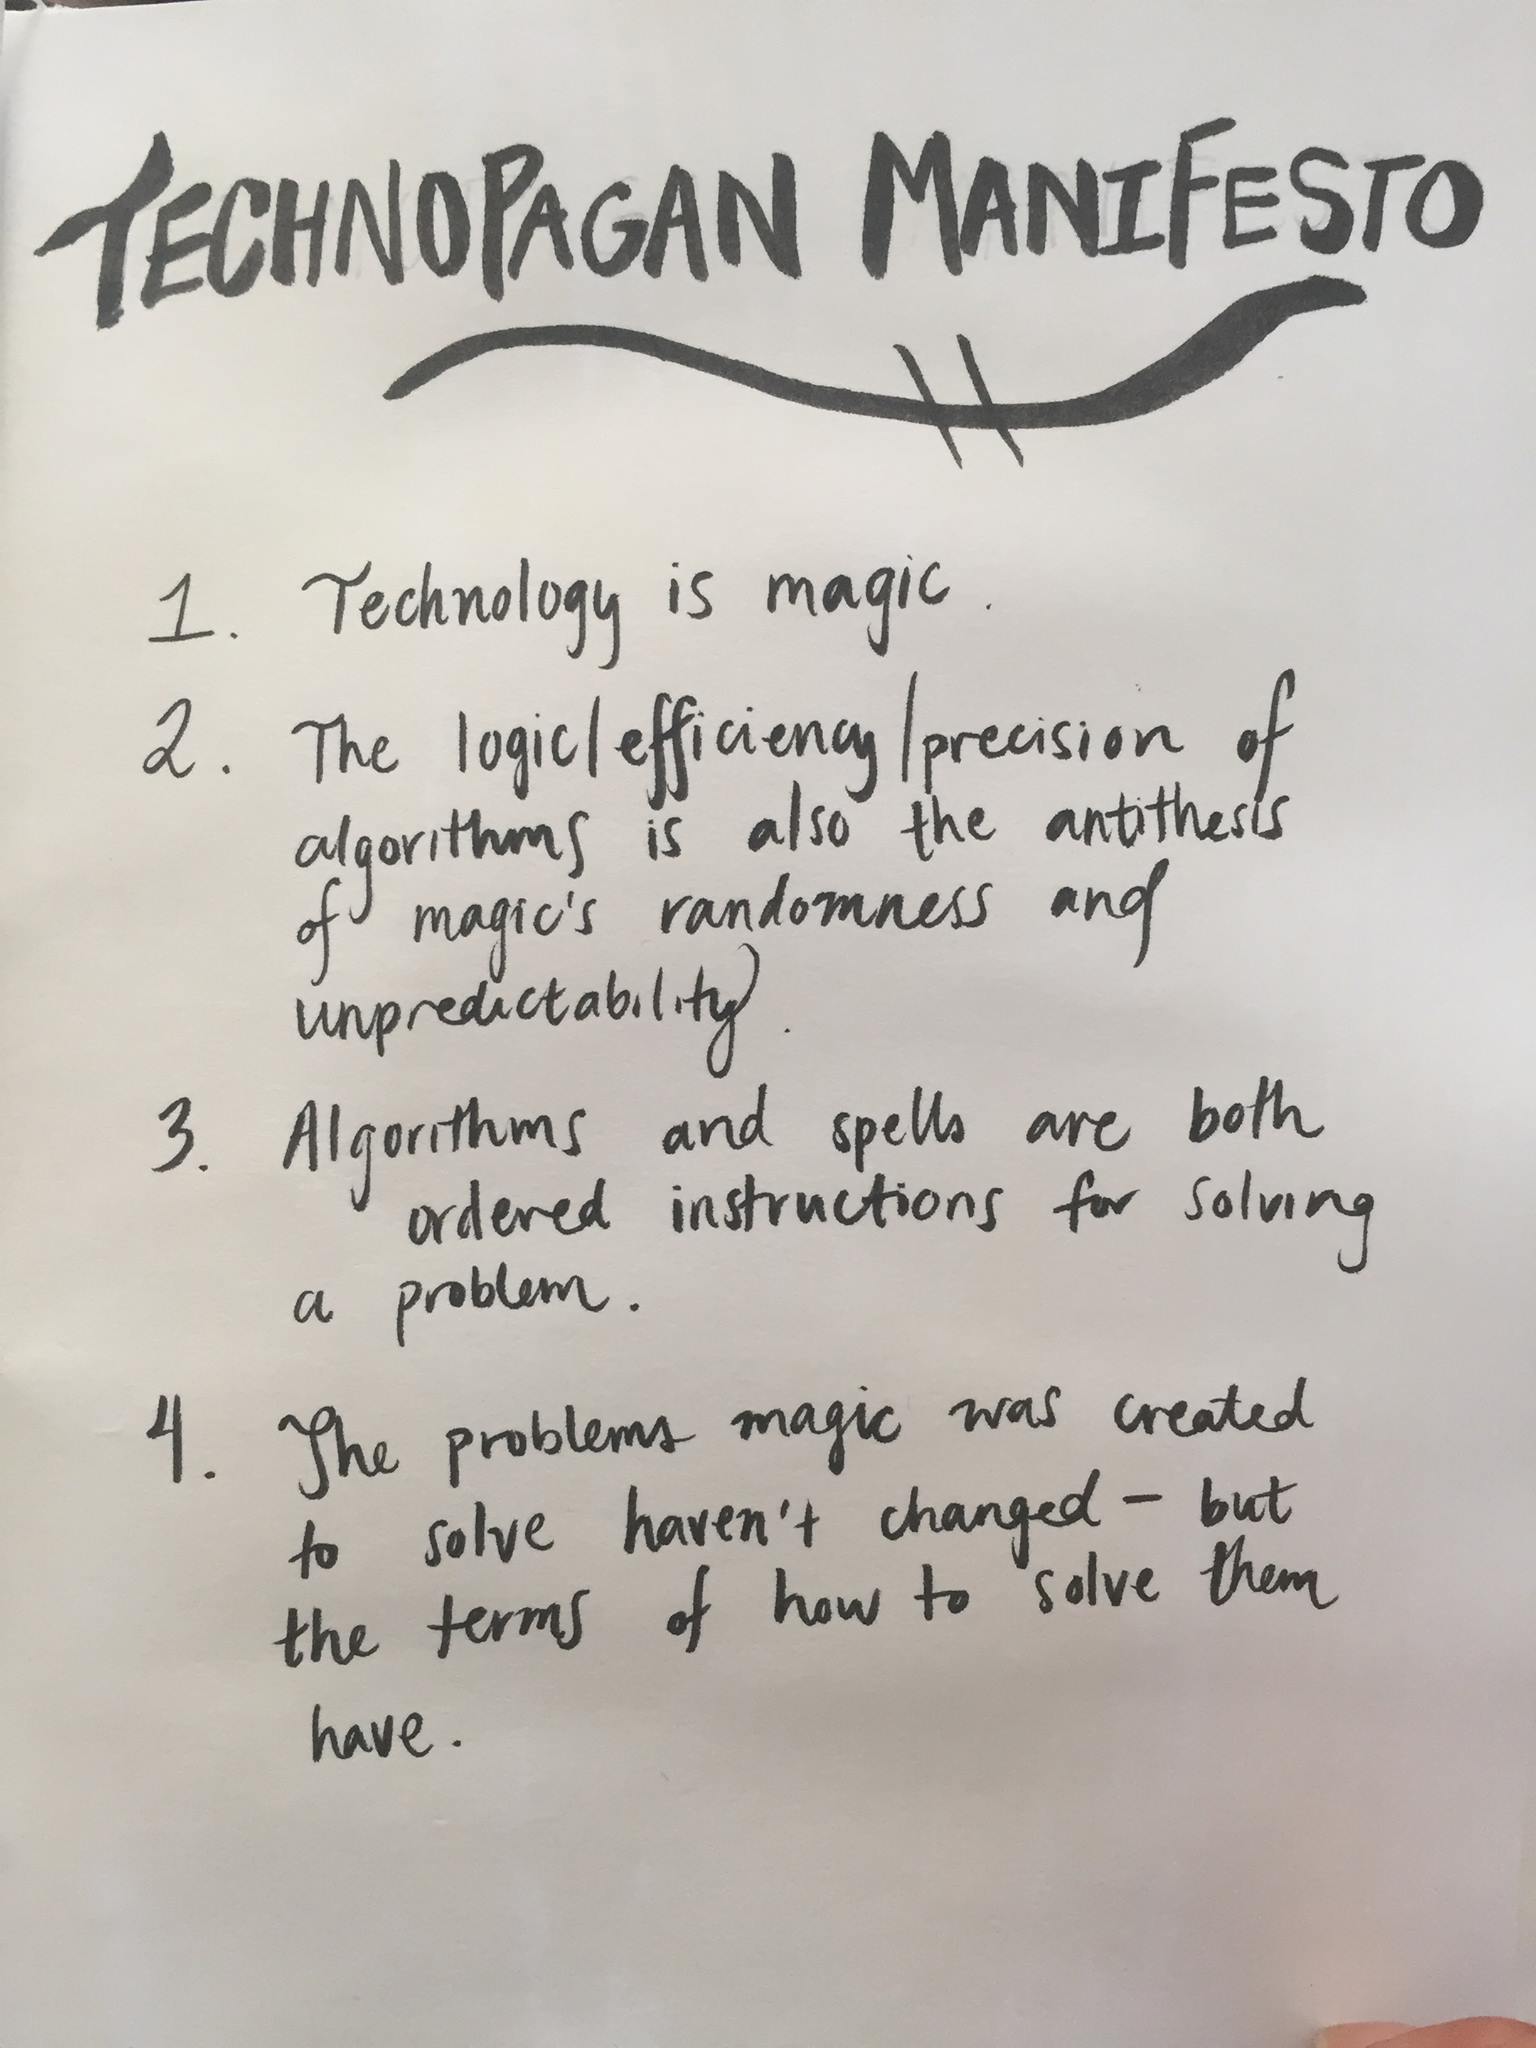 TECHNOPAGAN MANIFESTO
1. Technology is magic.
2. The logic/efficiency/precision of
algorithms is also the antithesis
of magic's randomness and
unpredictability.
3. Algorithms and spells are both
ordered instructions for solving
a problem.
4. The problems magic was created
to solve haven't changed - but
the terms of how to solve them
have.